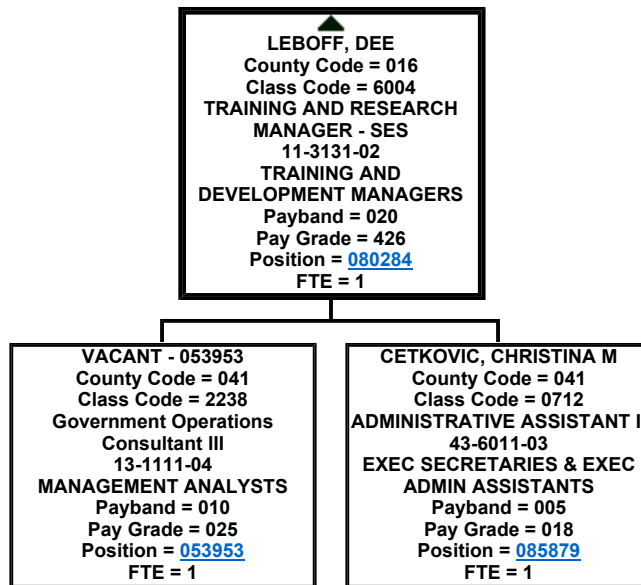 LEBOFF, DEE
County Code = 016
Class Code = 6004
TRAINING AND RESEARCH
MANAGER - SES
11-3131-02
TRAINING AND
DEVELOPMENT MANAGERS
Payband = 020
Pay Grade = 426
Position = 080284
FTE = 1
VACANT - 053953
County Code = 041
Class Code = 2238
Government Operations
Consultant III
13-1111-04
MANAGEMENT ANALYSTS
Payband = 010
Pay Grade = 025
Position = 053953
FTE = 1
CETKOVIC, CHRISTINA M
County Code = 041
Class Code = 0712
ADMINISTRATIVE ASSISTANT I
43-6011-03
EXEC SECRETARIES & EXEC
ADMIN ASSISTANTS
Payband = 005
Pay Grade = 018
Position = 085879
FTE = 1